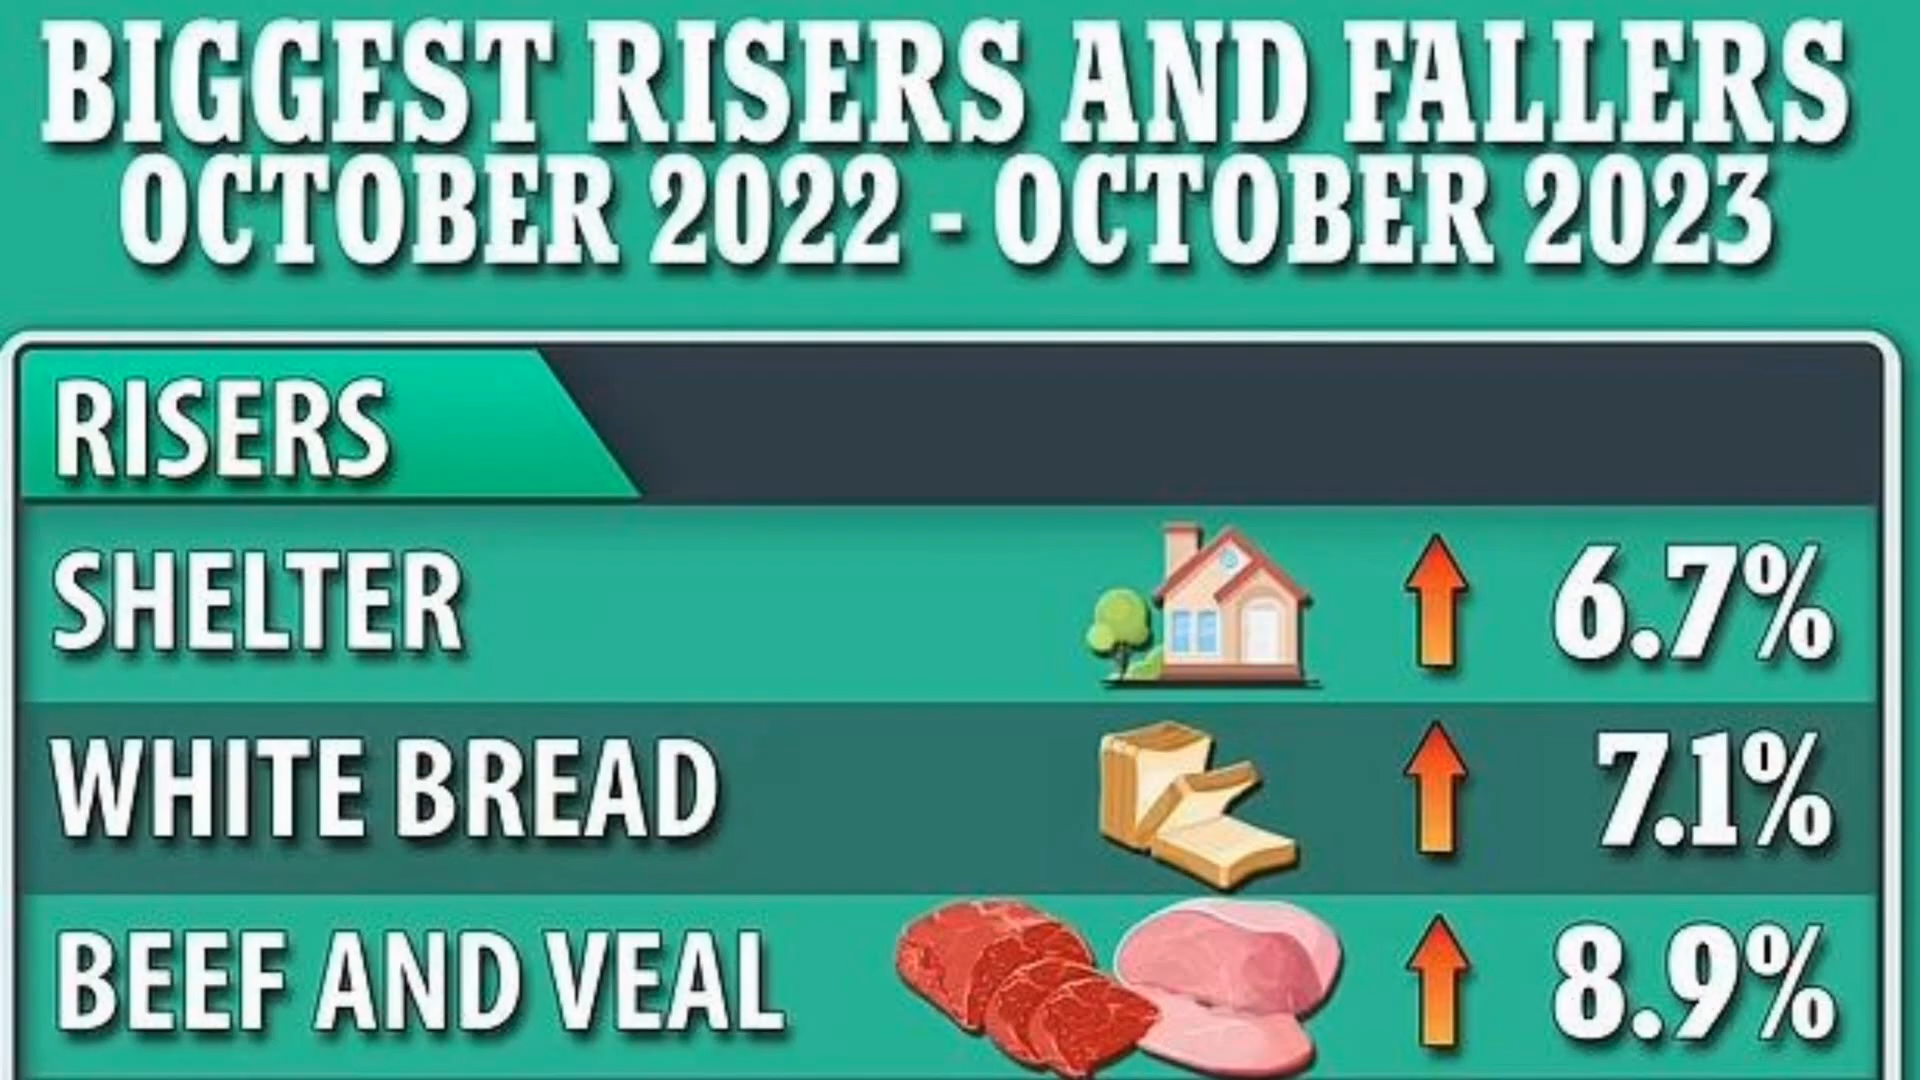 BIGGEST RISERS AND FALLERS
OCTOBER 2022 - OCTOBER 2023
RISERS
SHELTER 6.7%
WHITE BREAD 7.1%
BEEF AND VEAL 8.9%